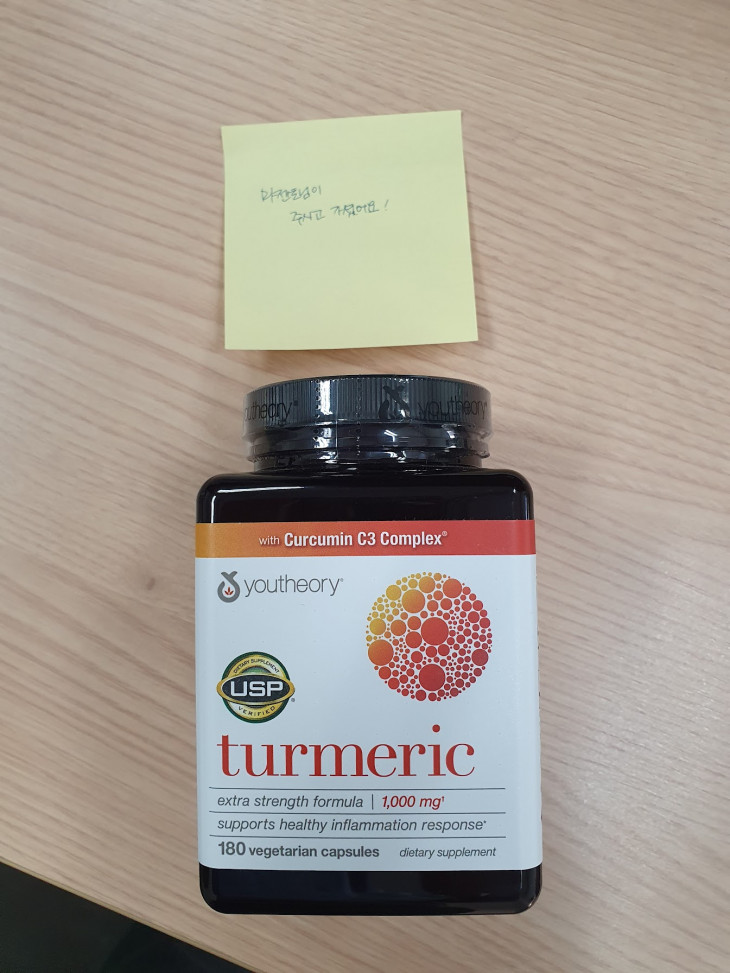 주시고 가셨어요!
youtheory®
youtheory®
with Curcumin C3 Complex®
youtheory®
DIETARY SUPPLEMENT
USP®
VERIFIED
turmeric
extra strength formula | 1,000 mg†
supports healthy inflammation response*
180 vegetarian capsules
dietary supplement